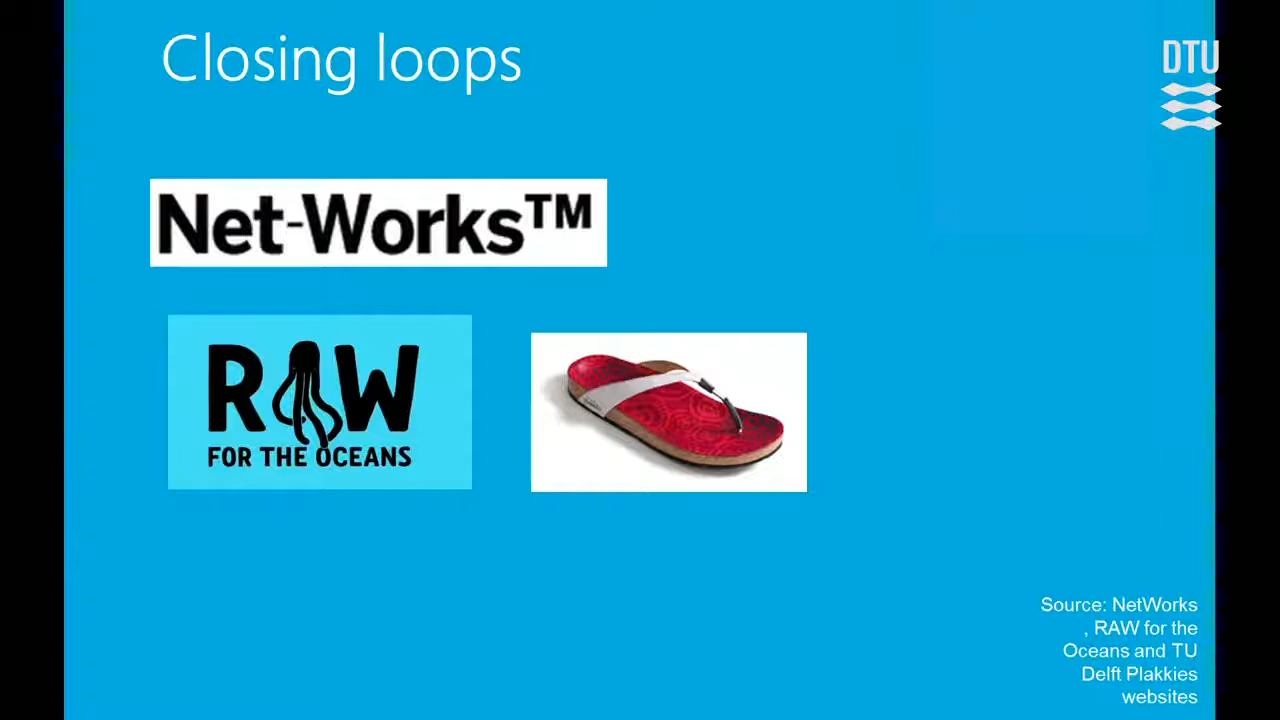 Closing loops
DTU
Net-Works™
RAW
FOR THE OCEANS
Source: NetWorks
, RAW for the
Oceans and TU
Delft Plakkies
websites